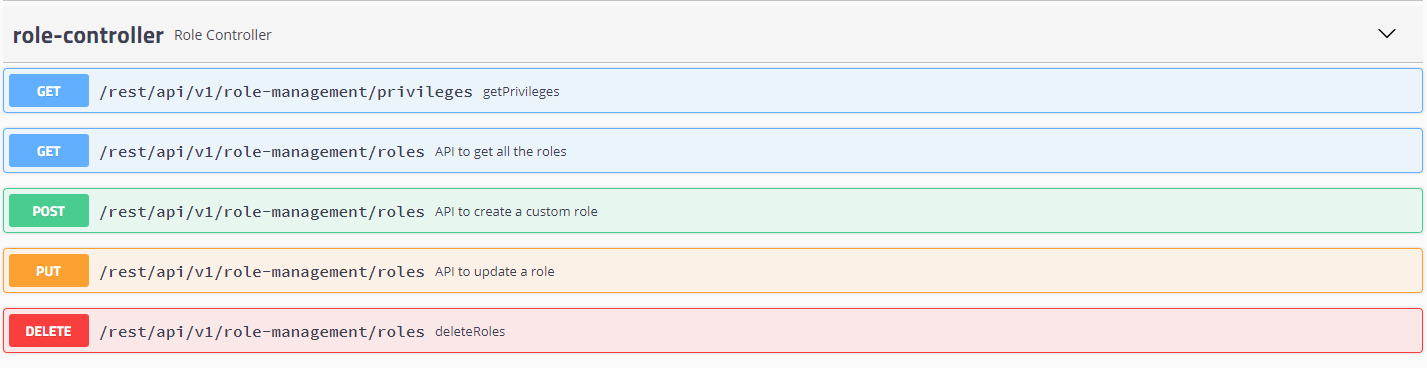 role-controller Role Controller
GET /rest/api/v1/role-management/privileges getPrivileges
GET /rest/api/v1/role-management/roles API to get all the roles
POST /rest/api/v1/role-management/roles API to create a custom role
PUT /rest/api/v1/role-management/roles API to update a role
DELETE /rest/api/v1/role-management/roles deleteRoles